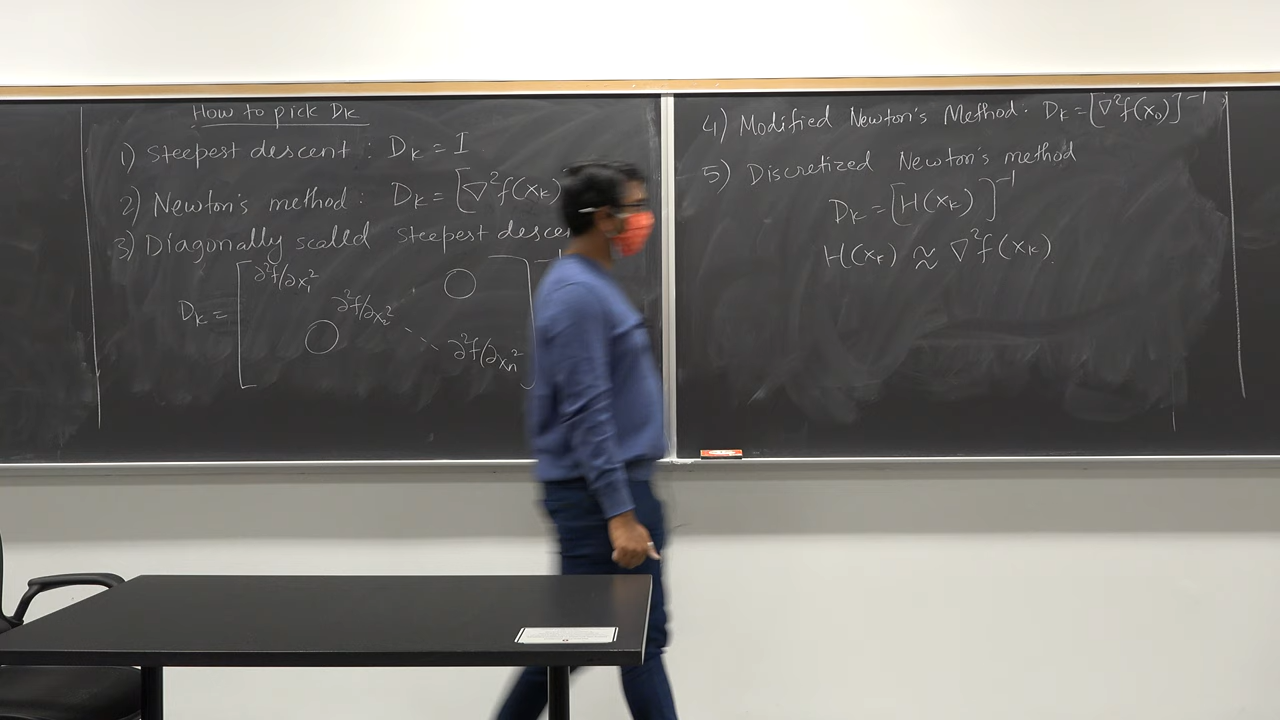 How to pick Dₖ
1) Steepest descent : Dₖ = I
2) Newton's method : Dₖ = [∇²f(xₖ)
3) Diagonally scaled steepest
Dₖ = [∂²f/∂x₁² ∂²f/∂x₂² ⋱ ∂²f/∂xₙ² ○ ○]⁻¹
4) Modified Newton's Method. Dₖ = [∇²f(x₀)]⁻¹
5) Discretized Newton's method
Dₖ = [H(xₖ)]⁻¹
H(xₖ) ≈ ∇²f(xₖ).